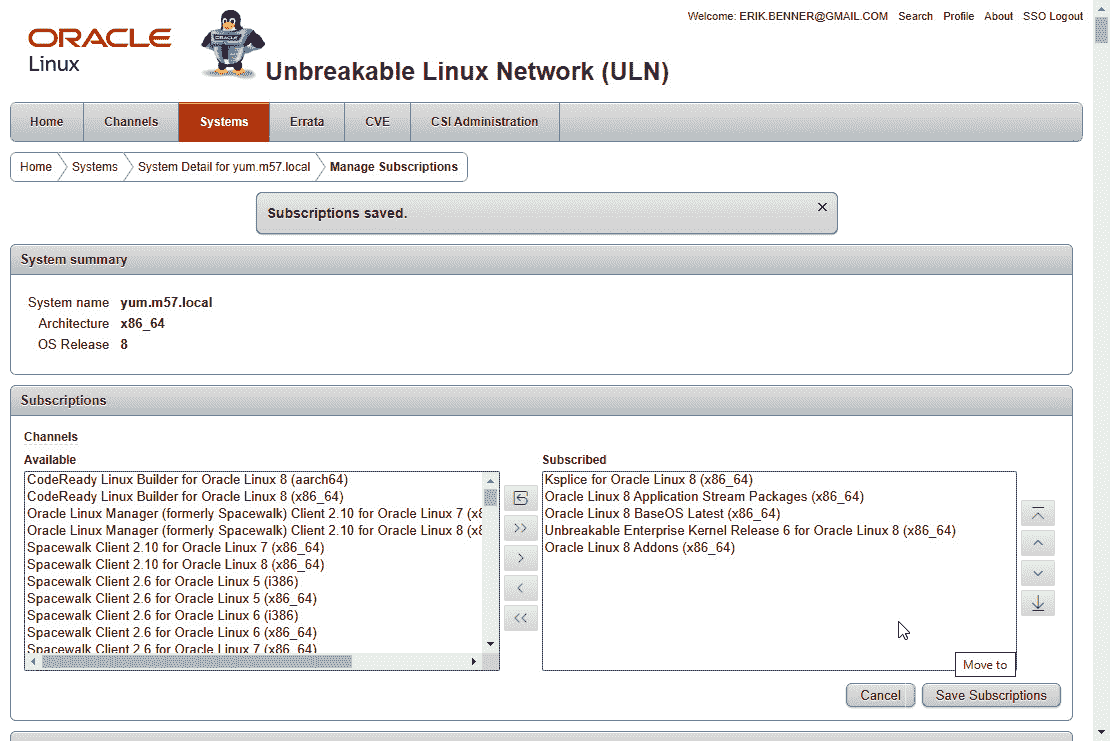 Welcome: ERIK.BENNER@GMAIL.COM Search Profile About SSO Logout
ORACLE
Linux
Unbreakable Linux Network (ULN)
Home Channels Systems Errata CVE CSI Administration
Home Systems System Detail for yum.m57.local Manage Subscriptions
Subscriptions saved.
System summary
System name yum.m57.local
Architecture x86_64
OS Release 8
Subscriptions
Channels
Available
CodeReady Linux Builder for Oracle Linux 8 (aarch64)
CodeReady Linux Builder for Oracle Linux 8 (x86_64)
Oracle Linux Manager (formerly Spacewalk) Client 2.10 for Oracle Linux 7 (x8
Oracle Linux Manager (formerly Spacewalk) Client 2.10 for Oracle Linux 8 (x8
Spacewalk Client 2.10 for Oracle Linux 7 (x86_64)
Spacewalk Client 2.10 for Oracle Linux 8 (x86_64)
Spacewalk Client 2.6 for Oracle Linux 5 (i386)
Spacewalk Client 2.6 for Oracle Linux 5 (x86_64)
Spacewalk Client 2.6 for Oracle Linux 6 (i386)
Spacewalk Client 2.6 for Oracle Linux 6 (x86_64)
Spacewalk Client 2.6 for Oracle Linux 7 (x86_64)
Subscribed
Ksplice for Oracle Linux 8 (x86_64)
Oracle Linux 8 Application Stream Packages (x86_64)
Oracle Linux 8 BaseOS Latest (x86_64)
Unbreakable Enterprise Kernel Release 6 for Oracle Linux 8 (x86_64)
Oracle Linux 8 Addons (x86_64)
Move to
Cancel Save Subscriptions